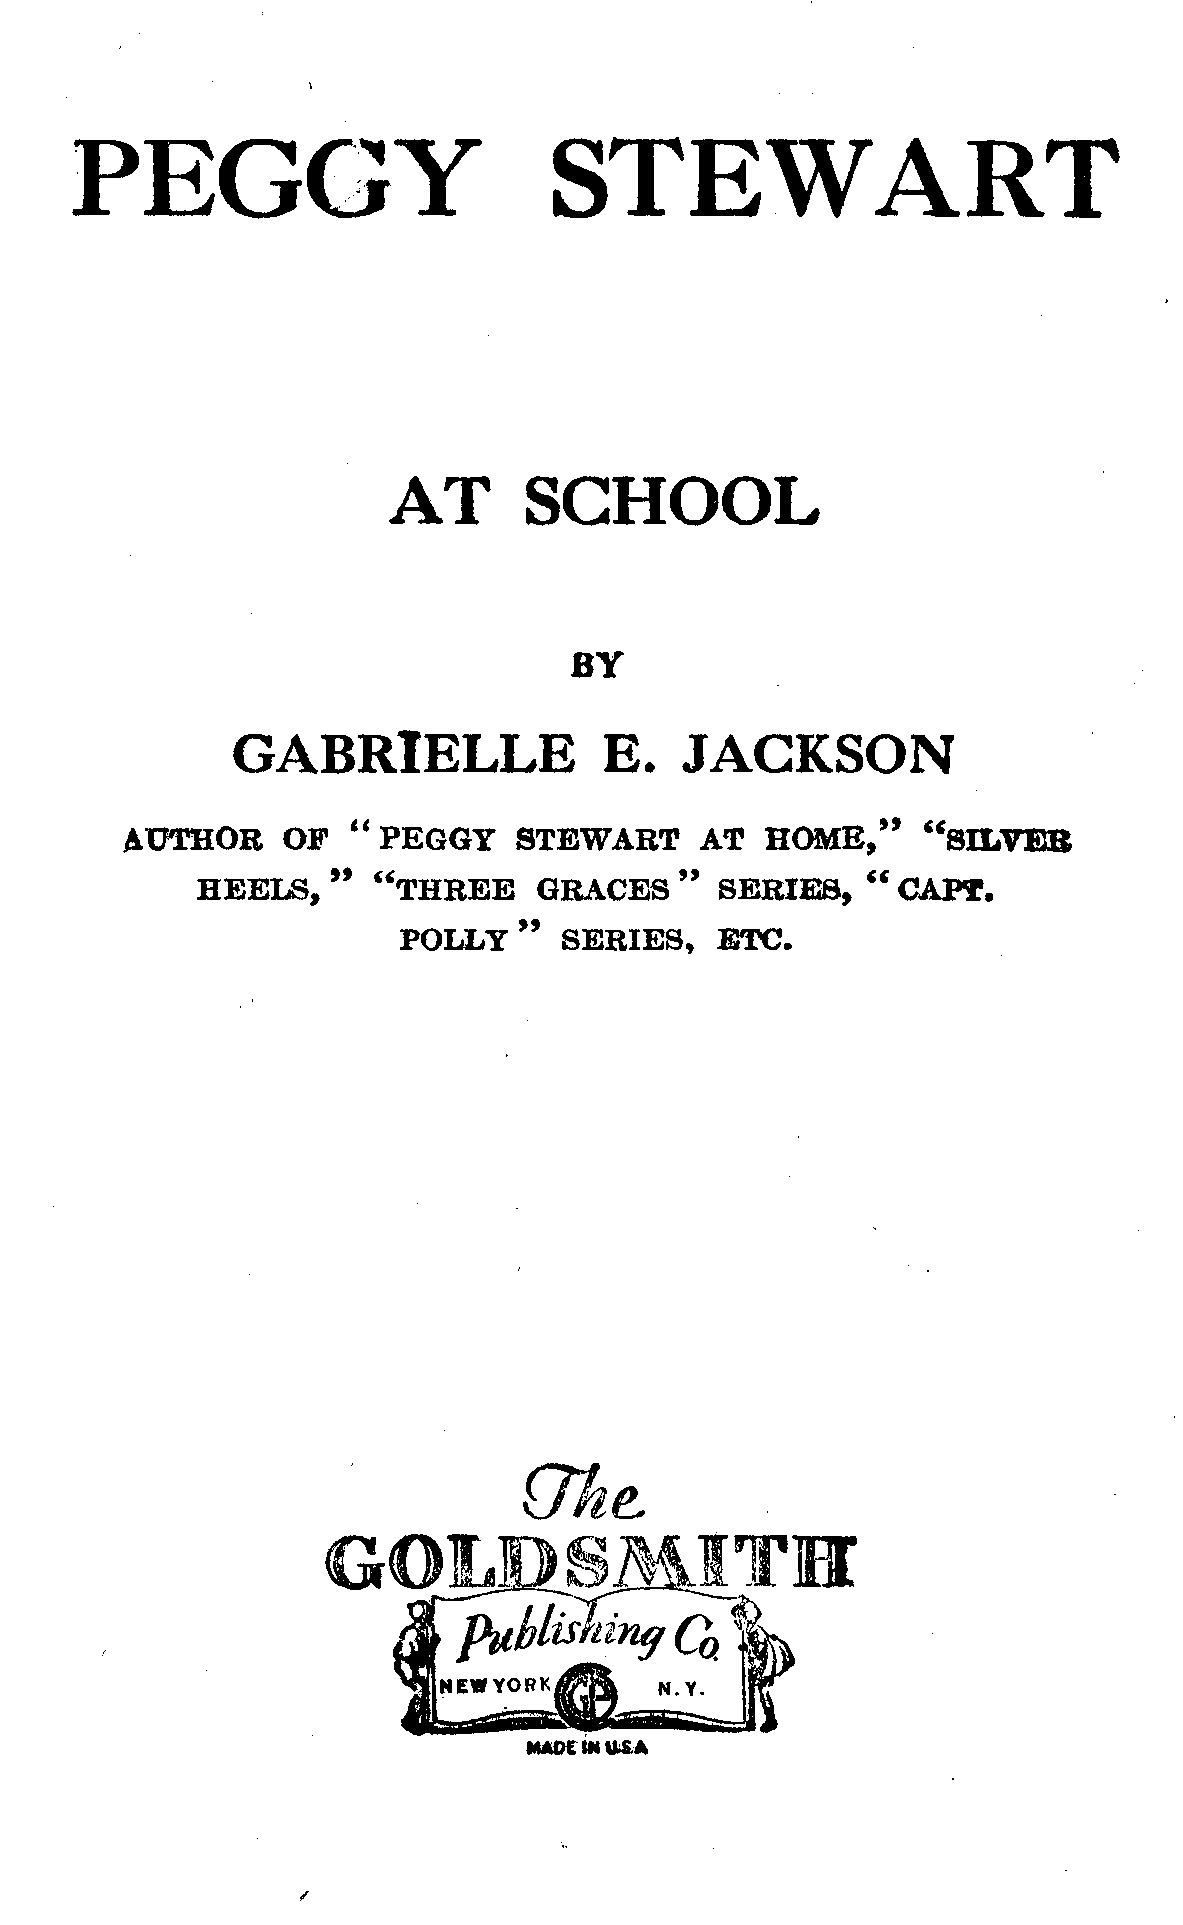 PEGGY STEWART
AT SCHOOL
BY
GABRIELLE E. JACKSON
AUTHOR OF "PEGGY STEWART AT HOME," "SILVER
HEELS," "THREE GRACES" SERIES, "CAPT.
POLLY" SERIES, ETC.
The
GOLDSMITH
Publishing Co.
NEW YORK GP N.Y.
MADE IN U.S.A